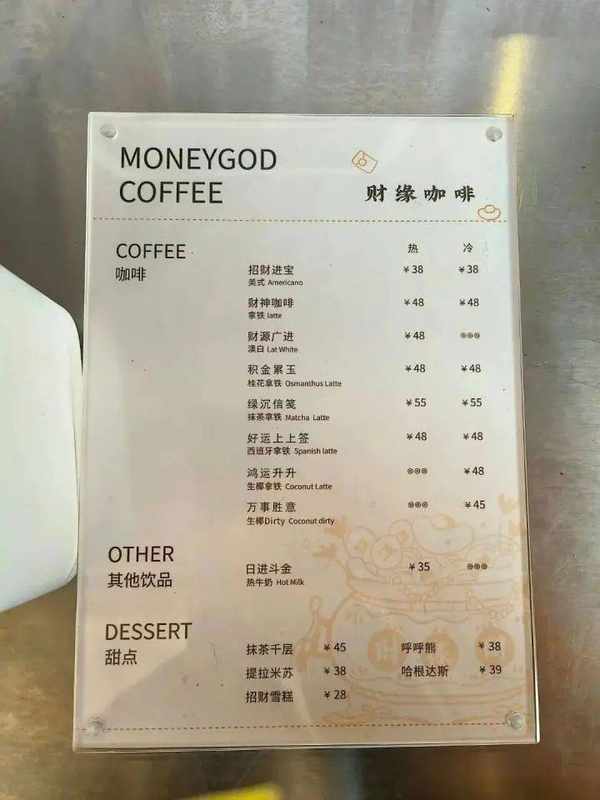 MONEYGOD
COFFEE
财缘咖啡
COFFEE
咖啡
热 冷
招财进宝 ¥38 ¥38
美式 Americano
财神咖啡 ¥48 ¥48
拿铁 latte
财源广进 ¥48
澳白 Lat White
积金累玉 ¥48 ¥48
桂花拿铁 Osmanthus Latte
绿沉信笺 ¥55 ¥55
抹茶拿铁 Matcha Latte
好运上上签 ¥48 ¥48
西班牙拿铁 Spanish latte
鸿运升升 ¥48
生椰拿铁 Coconut Latte
万事胜意 ¥45
生椰Dirty Coconut dirty
OTHER
其他饮品
日进斗金 ¥35
热牛奶 Hot Milk
DESSERT
甜点
抹茶千层 ¥45 呼呼熊 ¥38
提拉米苏 ¥38 哈根达斯 ¥39
招财雪糕 ¥28